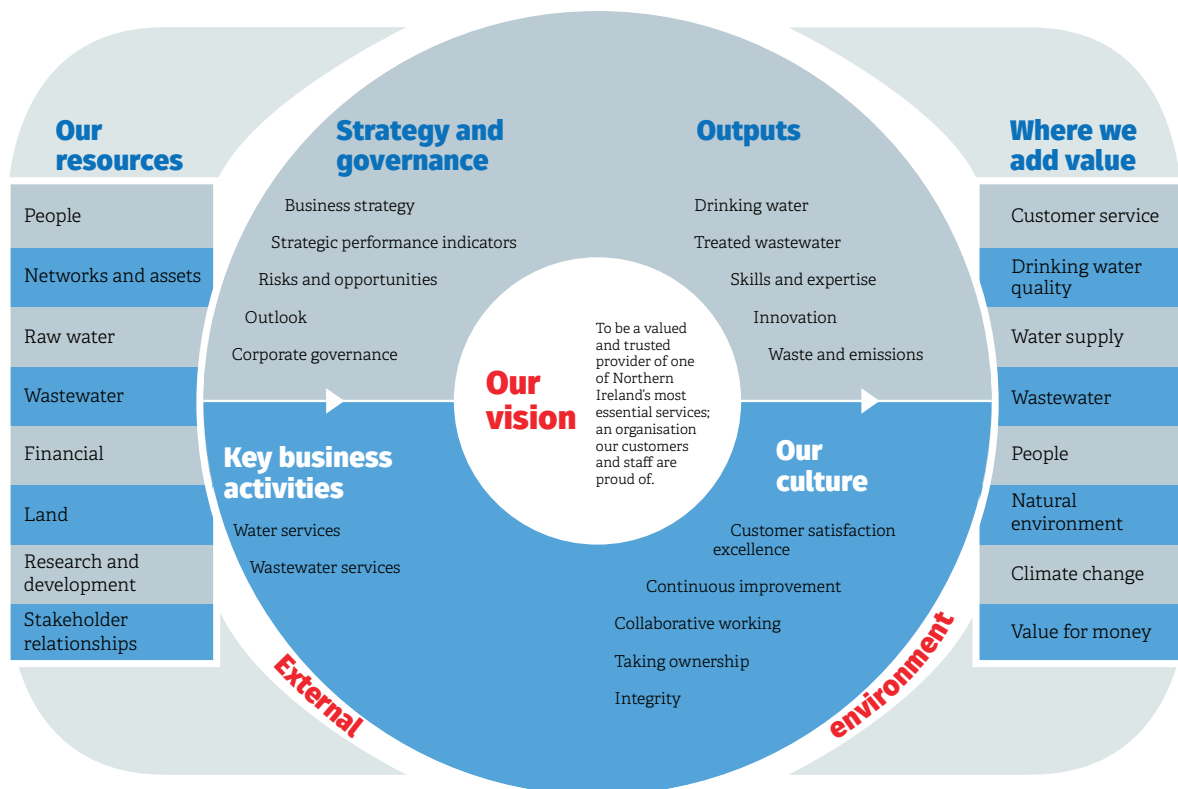 Our
resources
People
Networks and assets
Raw water
Wastewater
Financial
Land
Research and
development
Stakeholder
relationships
Strategy and
governance
Business strategy
Strategic performance indicators
Risks and opportunities
Outlook
Corporate governance
Key business
activities
Water services
Wastewater services
Our
vision
To be a valued
and trusted
provider of one
of Northern
Ireland's most
essential services;
an organisation
our customers
and staff are
proud of.
Outputs
Drinking water
Treated wastewater
Skills and expertise
Innovation
Waste and emissions
Our
culture
Customer satisfaction
excellence
Continuous improvement
Collaborative working
Taking ownership
Integrity
External
environment
Where we
add value
Customer service
Drinking water
quality
Water supply
Wastewater
People
Natural
environment
Climate change
Value for money